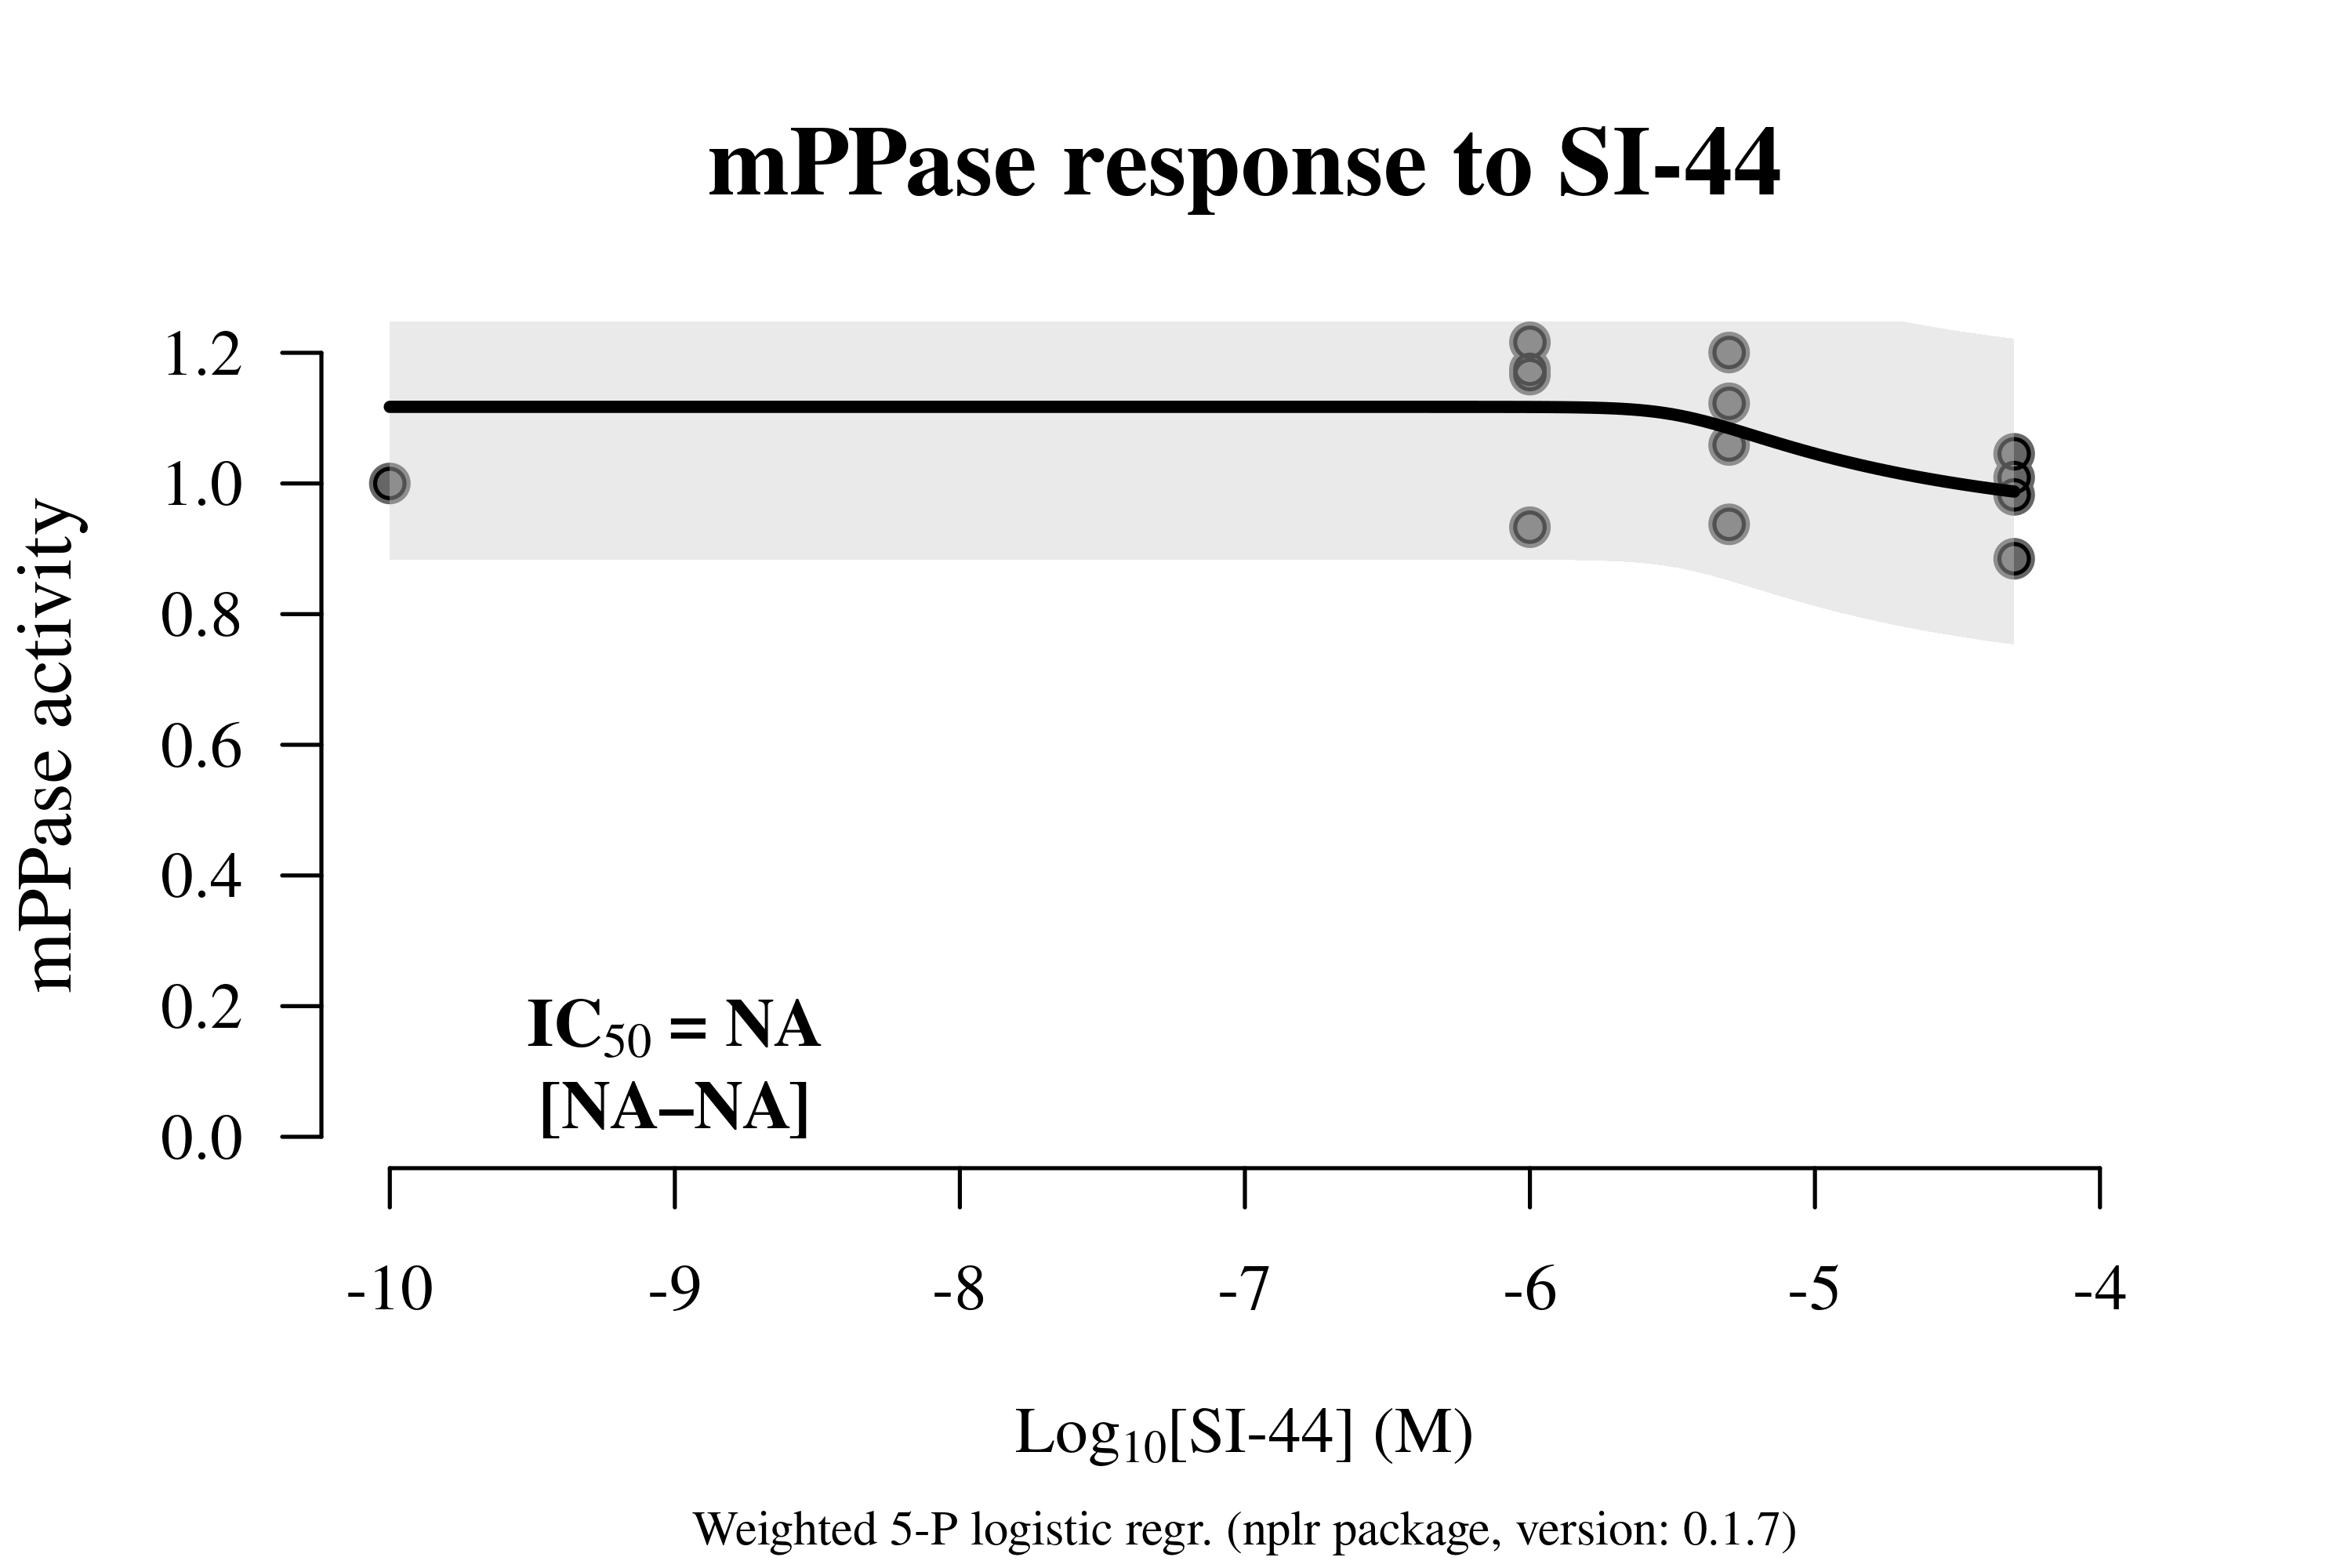 mPPase response to SI-44
mPPase activity
1.2
1.0
0.8
0.6
0.4
0.2
0.0
IC50 = NA
[NA–NA]
-10 -9 -8 -7 -6 -5 -4
Log10[SI-44] (M)
Weighted 5-P logistic regr. (nplr package, version: 0.1.7)